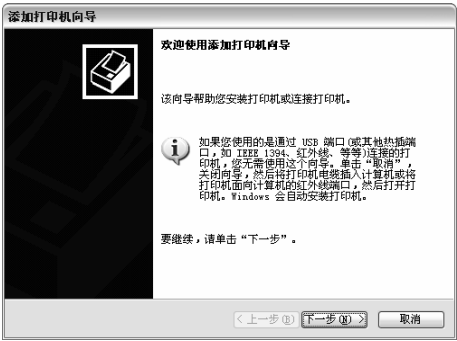 添加打印机向导
欢迎使用添加打印机向导
该向导帮助您安装打印机或连接打印机。
如果您使用的是通过 USB 端口(或其他热插端
口，如 IEEE 1394、红外线、等等)连接的打
印机，您无需使用这个向导。单击“取消”，
关闭向导，然后将打印机电缆插入计算机或将
打印机面向计算机的红外线端口，然后打开打
印机。Windows 会自动安装打印机。
要继续，请单击“下一步”。
< 上一步(B) 下一步(N) > 取消